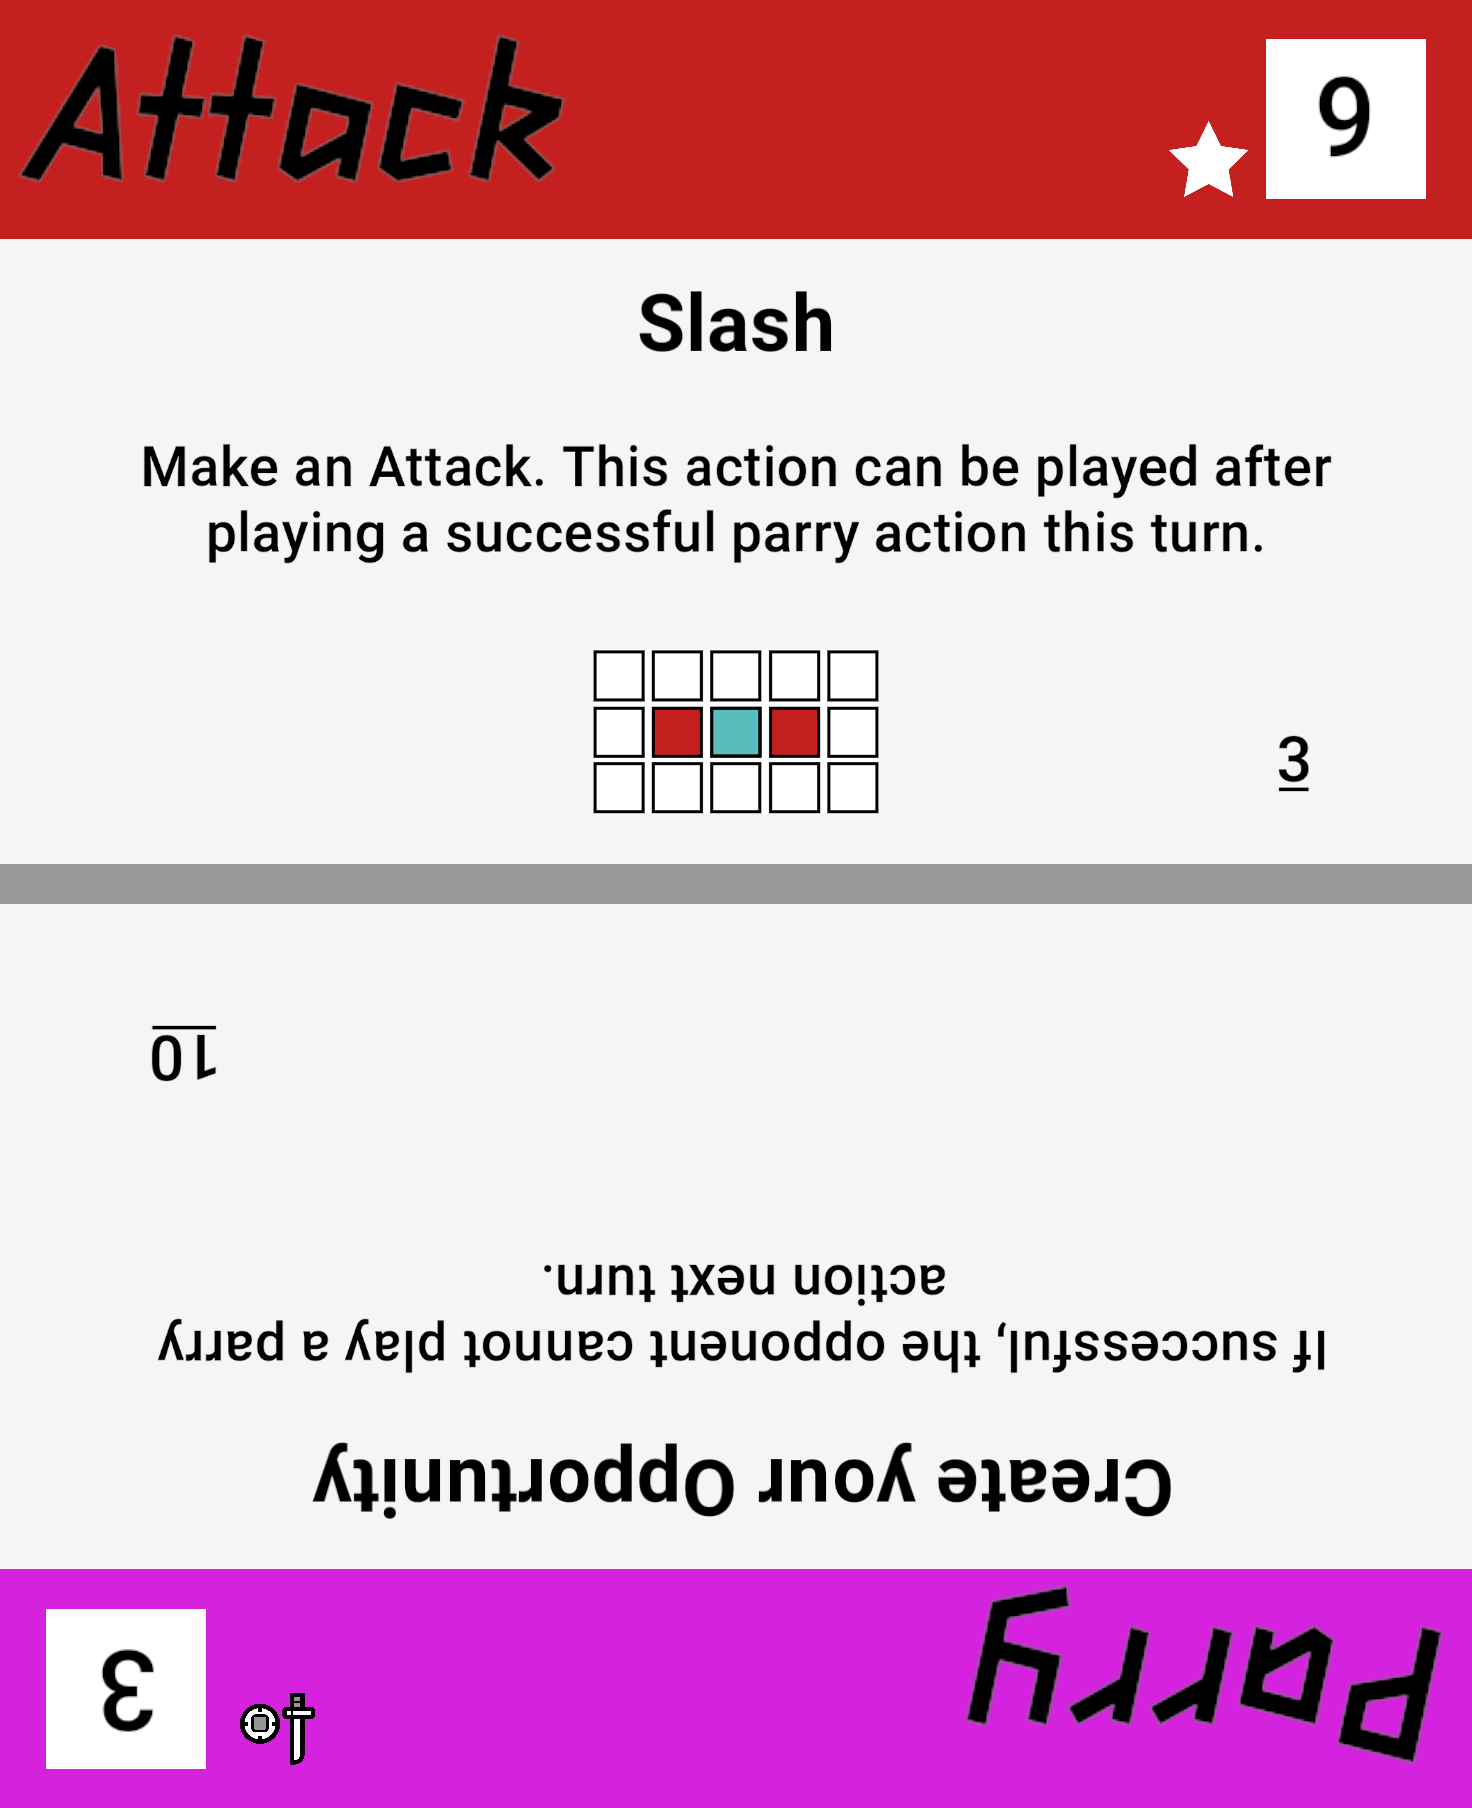 Attack
9
Slash
Make an Attack. This action can be played after
playing a successful parry action this turn.
3
Parry
3
Create your Opportunity
If successful, the opponent cannot play a parry
action next turn.
10